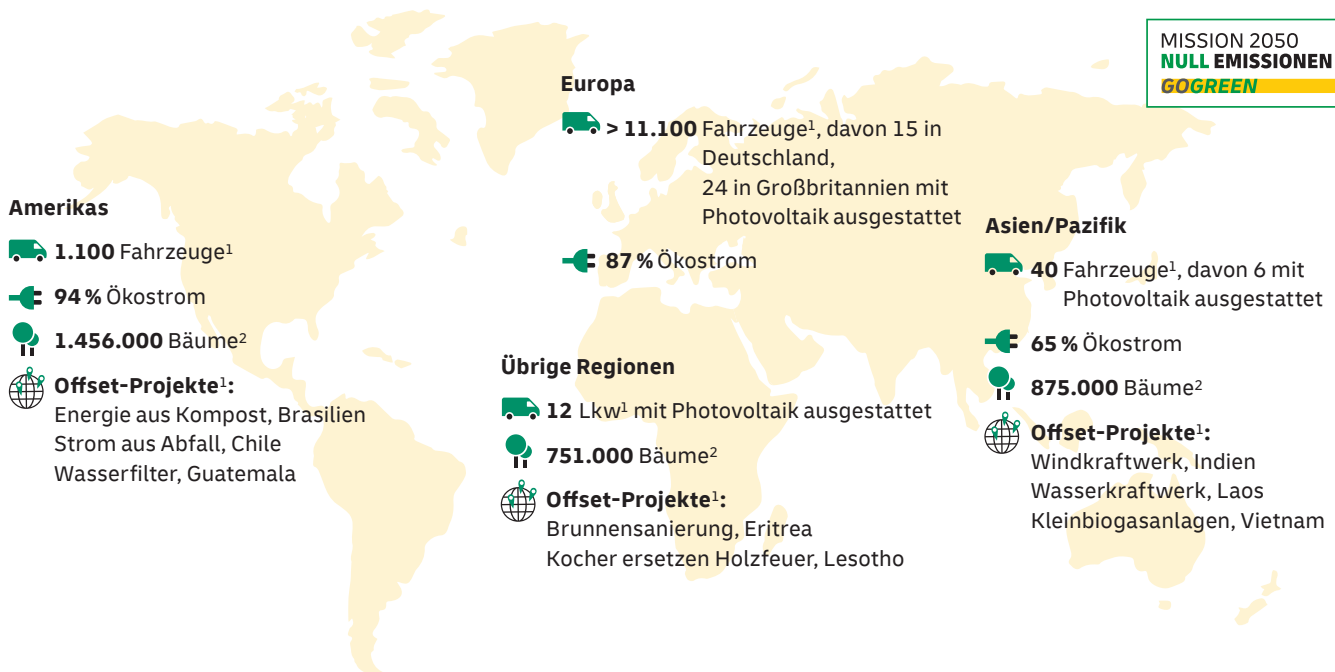 MISSION 2050
NULL EMISSIONEN
GOGREEN
Europa
> 11.100 Fahrzeuge¹, davon 15 in
Deutschland,
24 in Großbritannien mit
Photovoltaik ausgestattet
87 % Ökostrom
Amerikas
1.100 Fahrzeuge¹
94 % Ökostrom
1.456.000 Bäume²
Offset-Projekte¹:
Energie aus Kompost, Brasilien
Strom aus Abfall, Chile
Wasserfilter, Guatemala
Übrige Regionen
12 Lkw¹ mit Photovoltaik ausgestattet
751.000 Bäume²
Offset-Projekte¹:
Brunnensanierung, Eritrea
Kocher ersetzen Holzfeuer, Lesotho
Asien/Pazifik
40 Fahrzeuge¹, davon 6 mit
Photovoltaik ausgestattet
65 % Ökostrom
875.000 Bäume²
Offset-Projekte¹:
Windkraftwerk, Indien
Wasserkraftwerk, Laos
Kleinbiogasanlagen, Vietnam